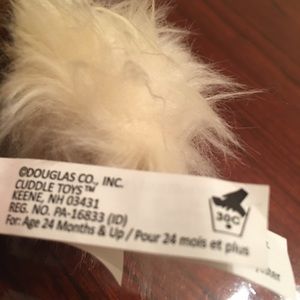 ©DOUGLAS CO., INC.
CUDDLE TOYS™
KEENE, NH 03431
REG. NO. PA-16833 (ID)
For: Age 24 Months & Up / Pour 24 mois et plus
30C